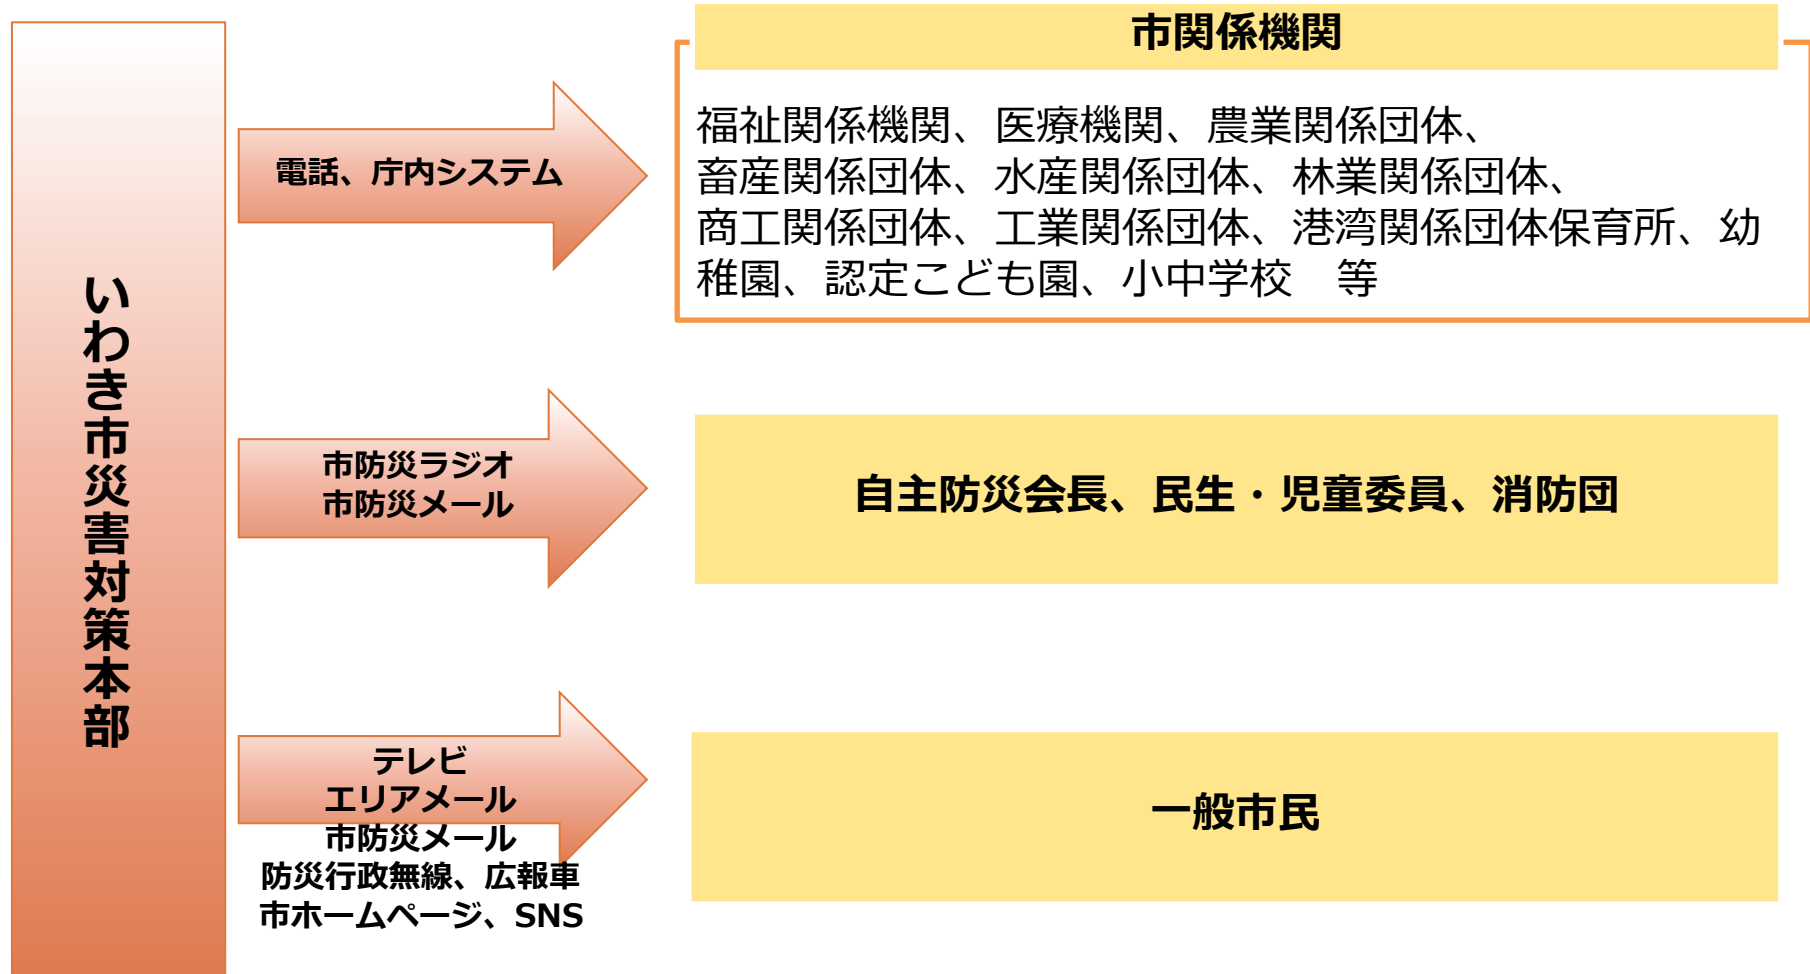 いわき市災害対策本部
電話、庁内システム
市関係機関
福祉関係機関、医療機関、農業関係団体、
畜産関係団体、水産関係団体、林業関係団体、
商工関係団体、工業関係団体、港湾関係団体保育所、幼
稚園、認定こども園、小中学校　等
市防災ラジオ
市防災メール
自主防災会長、民生・児童委員、消防団
テレビ
エリアメール
市防災メール
防災行政無線、広報車
市ホームページ、SNS
一般市民